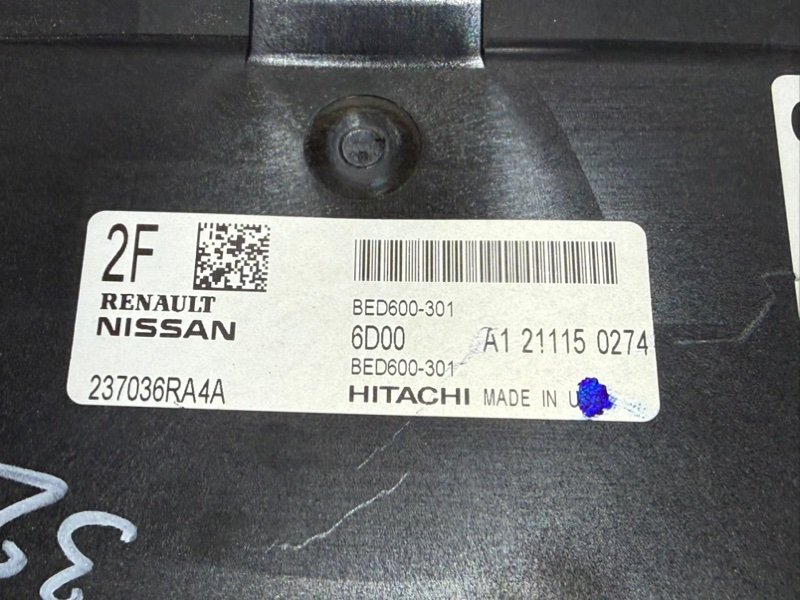 2F
RENAULT
NISSAN
237036RA4A
BED600-301
6D00 A1 21115 0274
BED600-301
HITACHI MADE IN